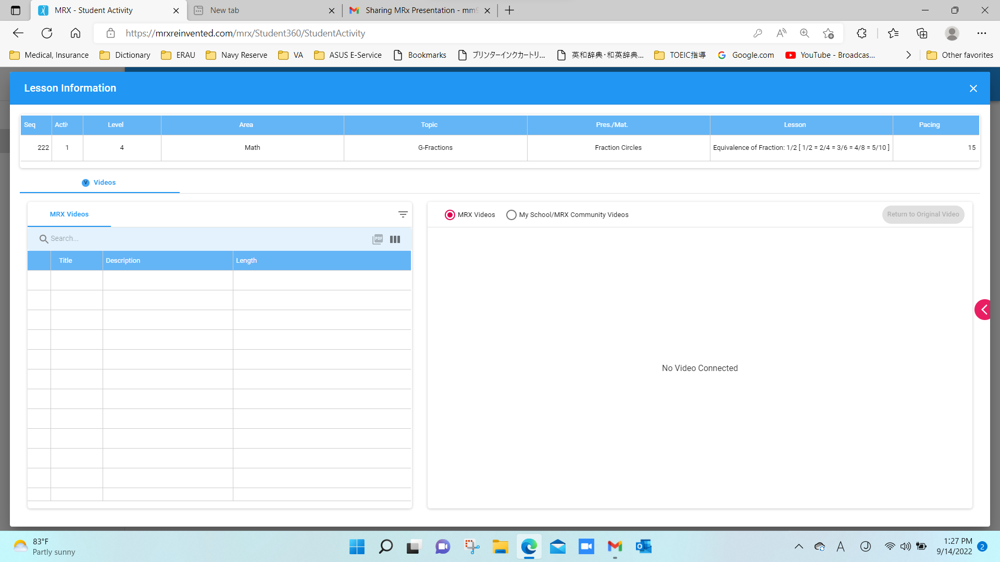 MRX - Student Activity
New tab
Sharing MRx Presentation - mm9
https://mrxreinvented.com/mrx/Student360/StudentActivity
Medical, Insurance
Dictionary
ERAU
Navy Reserve
VA
ASUS E-Service
Bookmarks
プリンターインクカートリ...
英和辞典・和英辞典...
TOEIC指導
Google.com
YouTube - Broadcas...
Other favorites
Lesson Information
Seq Activ Level Area Topic Pres./Mat. Lesson Pacing
222 1 4 Math G-Fractions Fraction Circles Equivalence of Fraction: 1/2 [ 1/2 = 2/4 = 3/6 = 4/8 = 5/10 ] 15
V Videos
MRX Videos
MRX Videos My School/MRX Community Videos Return to Original Video
Search...
PDF
Title Description Length
No Video Connected
83°F
Partly sunny
A
J
1:27 PM
9/14/2022
2